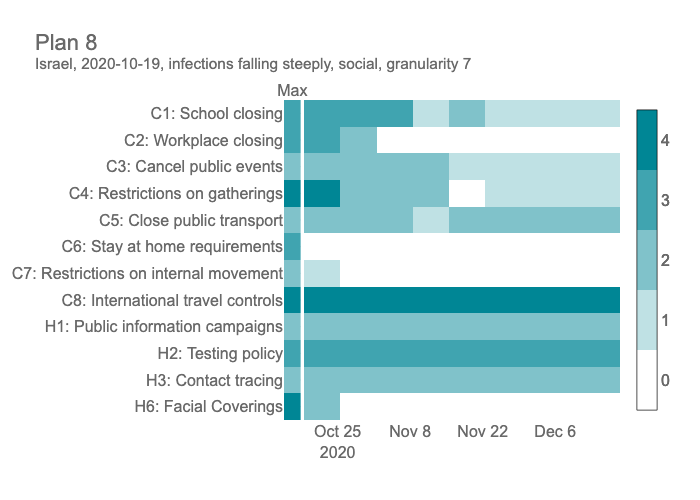 Plan 8
Israel, 2020-10-19, infections falling steeply, social, granularity 7
Max
C1: School closing
C2: Workplace closing
C3: Cancel public events
C4: Restrictions on gatherings
C5: Close public transport
C6: Stay at home requirements
C7: Restrictions on internal movement
C8: International travel controls
H1: Public information campaigns
H2: Testing policy
H3: Contact tracing
H6: Facial Coverings
Oct 25 Nov 8 Nov 22 Dec 6
2020
4
3
2
1
0